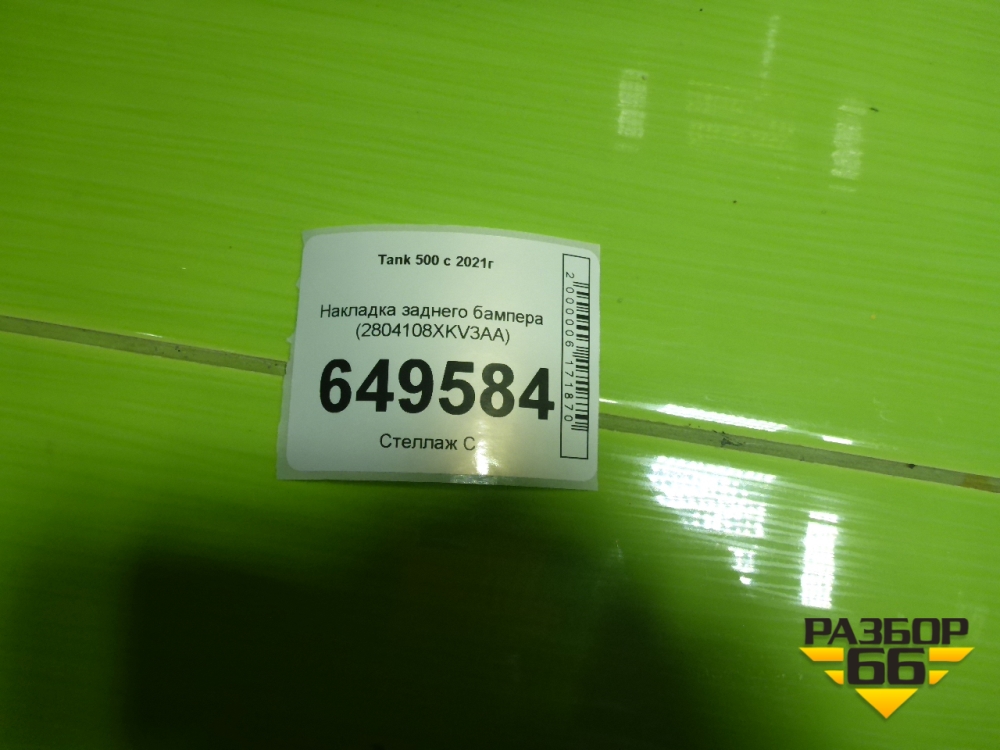 Tank 500 с 2021г
Накладка заднего бампера
(2804108XKV3AA)
649584
Стеллаж С
2000006171870
РАЗБОР
66